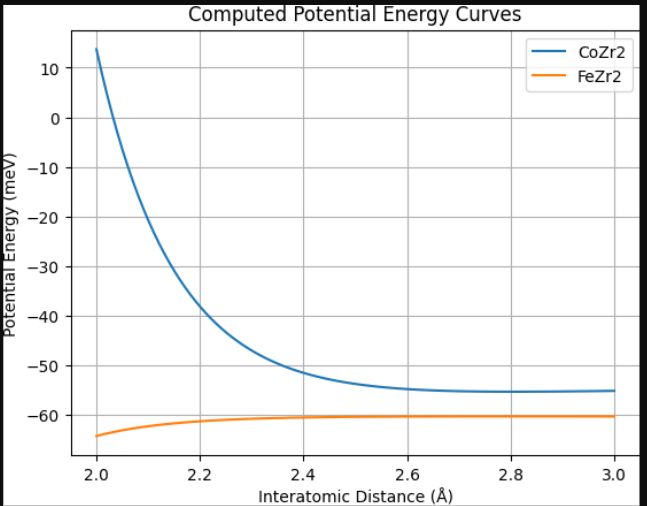 Computed Potential Energy Curves
CoZr2
FeZr2
Potential Energy (meV)
10
0
−10
−20
−30
−40
−50
−60
2.0 2.2 2.4 2.6 2.8 3.0
Interatomic Distance (Å)